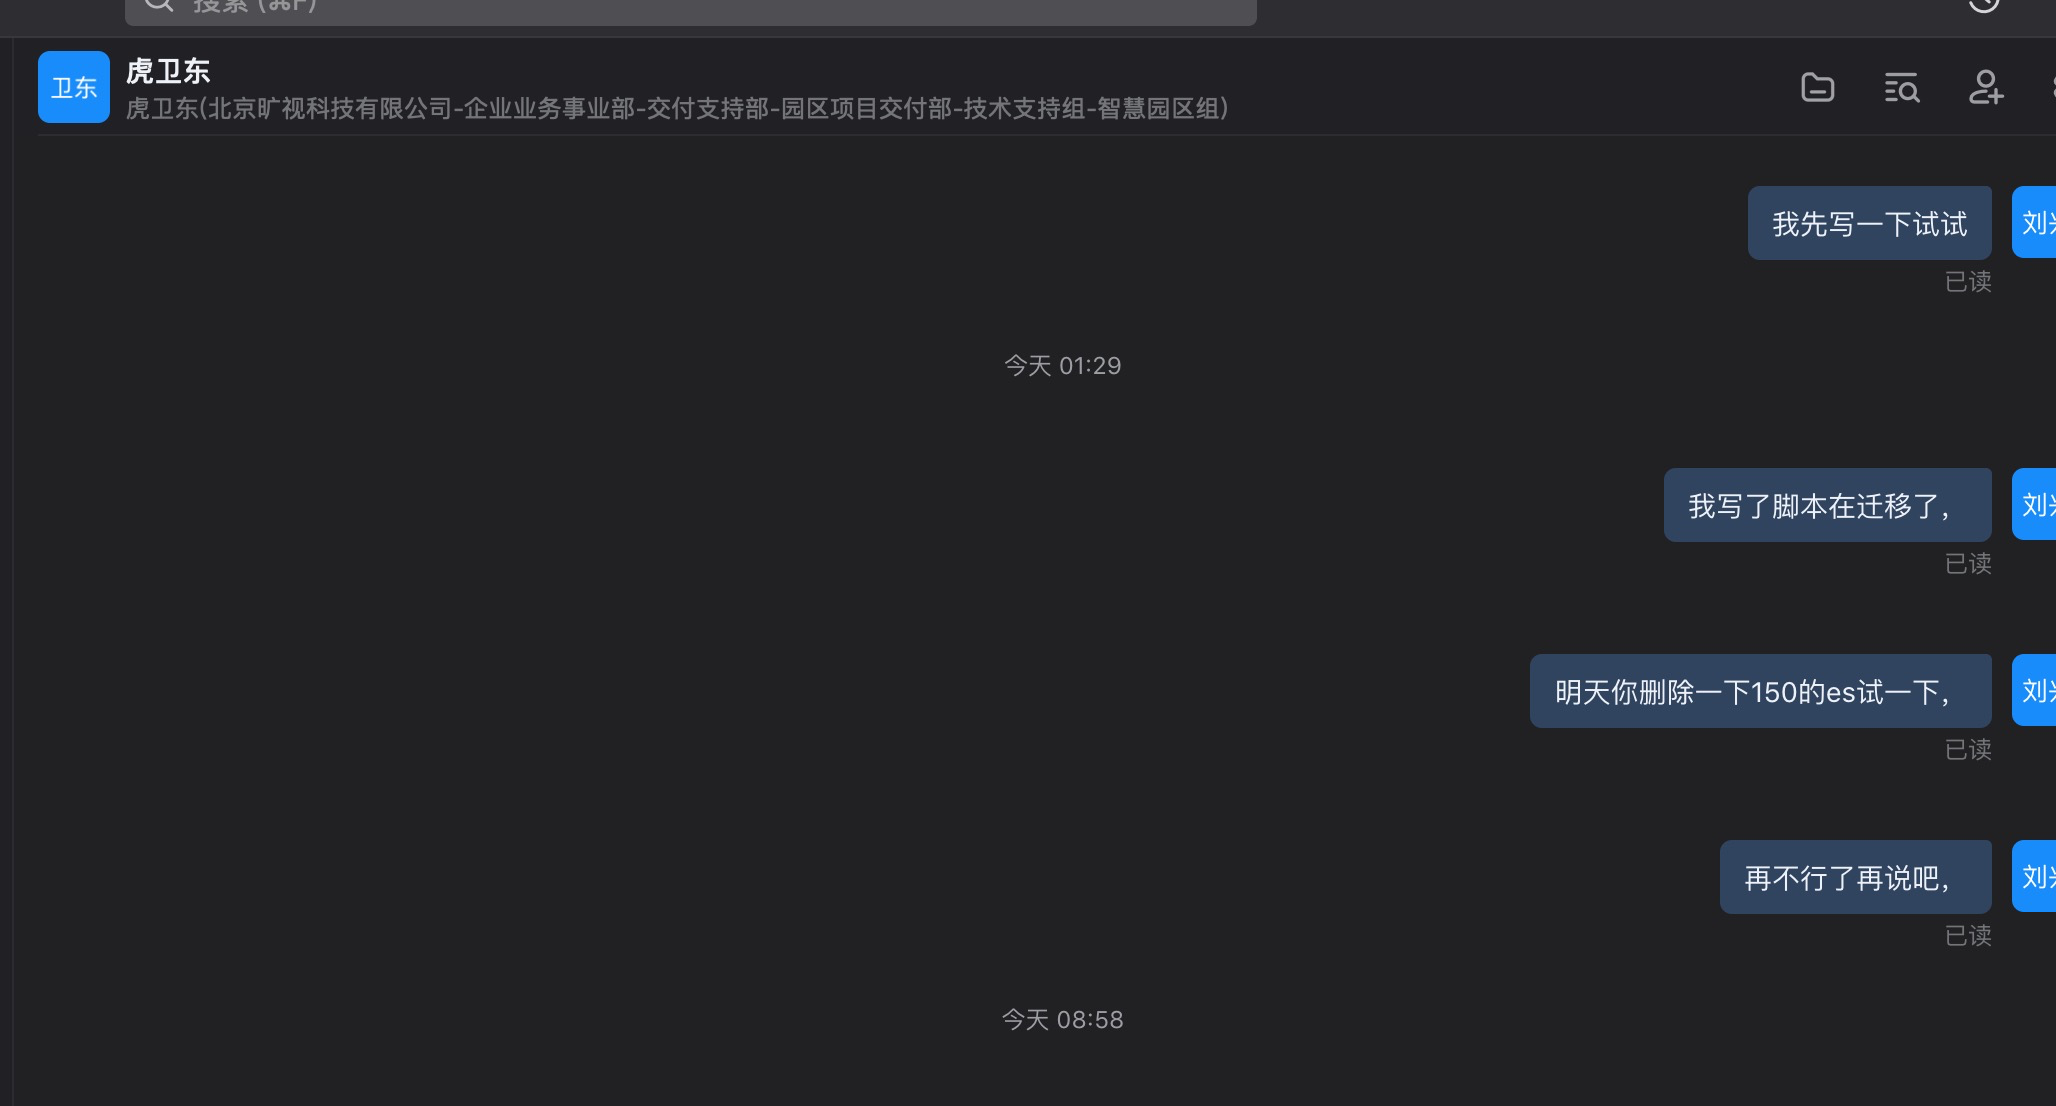 搜索 (⌘F)
卫东
虎卫东
虎卫东(北京旷视科技有限公司-企业业务事业部-交付支持部-园区项目交付部-技术支持组-智慧园区组)
我先写一下试试
刘
已读
今天 01:29
我写了脚本在迁移了，
刘
已读
明天你删除一下150的es试一下，
刘
已读
再不行了再说吧，
刘
已读
今天 08:58